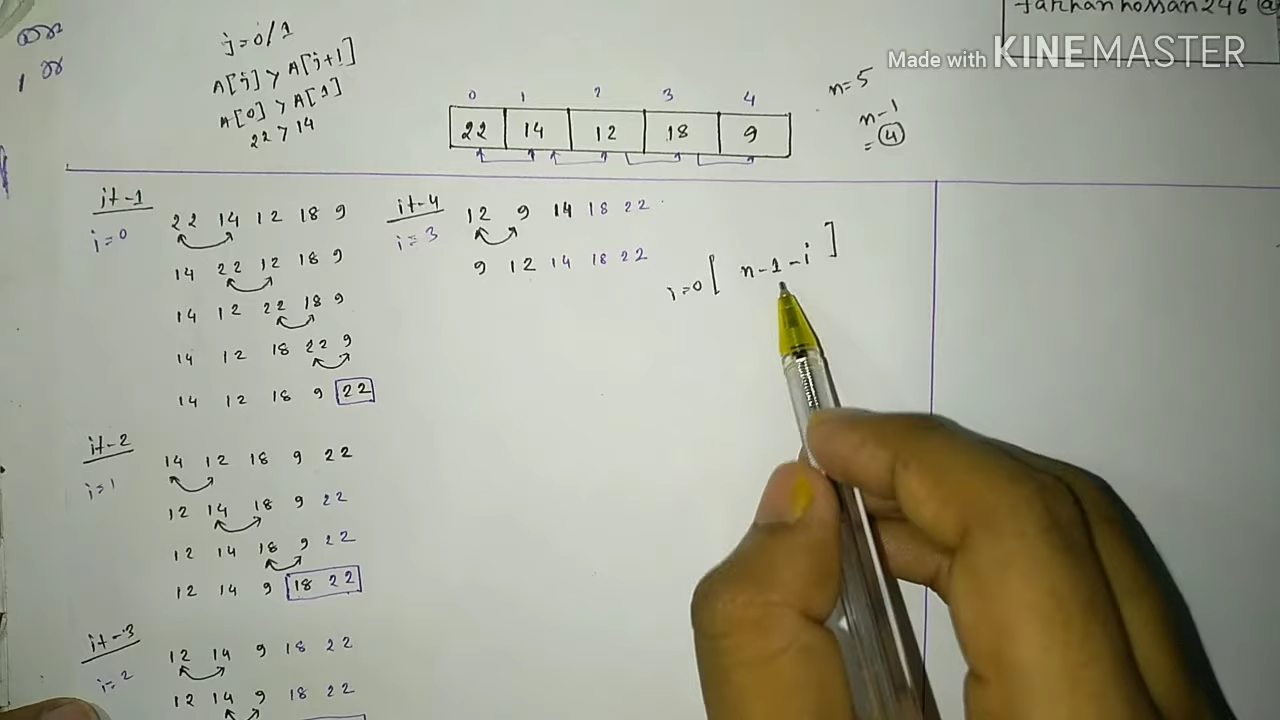 farhanhossan246@
Made with KINEMASTER
j=0/1
A[j] > A[j+1]
A[0] > A[1]
22 > 14
0 1 2 3 4
22 14 12 18 9
n=5
n-1
= 4
it-1
i=0
22 14 12 18 9
14 22 12 18 9
14 12 22 18 9
14 12 18 22 9
14 12 18 9 22
it-2
i=1
14 12 18 9 22
12 14 18 9 22
12 14 18 9 22
12 14 9 18 22
it-3
i=2
12 14 9 18 22
12 14 9 18 22
it-4
i=3
12 9 14 18 22
9 12 14 18 22
i=0 [ n-1-i ]